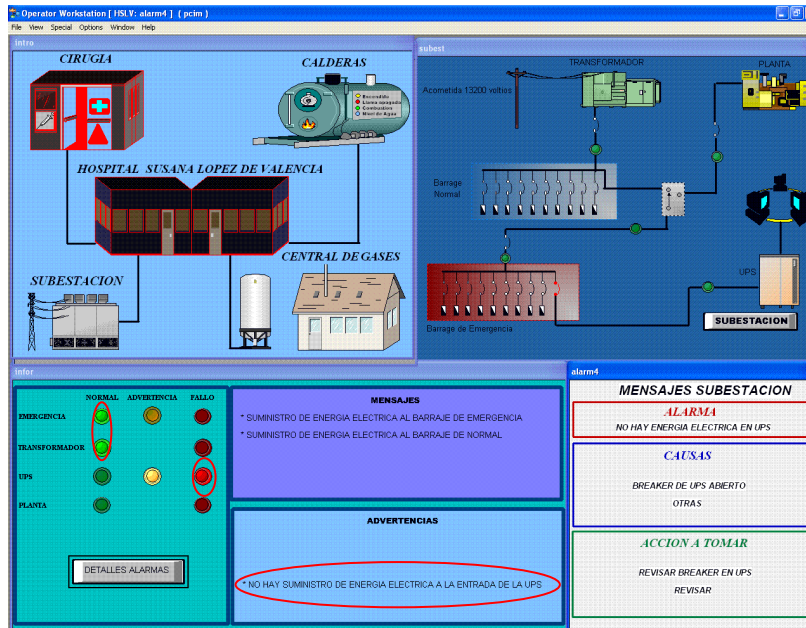 Operator Workstation [ HSLV: alarm4 ] ( pcim )
File View Special Options Window Help
intro
CIRUGIA
CALDERAS
Encendida
Llama apagada
Combustible
Nivel de Agua
HOSPITAL SUSANA LOPEZ DE VALENCIA
SUBESTACION
CENTRAL DE GASES
subest
TRANSFORMADOR
PLANTA
Acometida 13200 voltios
Barrage
Normal
UPS
Barrage de Emergencia
SUBESTACION
infor
NORMAL ADVERTENCIA FALLO
EMERGENCIA
TRANSFORMADOR
UPS
PLANTA
DETALLES ALARMAS
MENSAJES
* SUMINISTRO DE ENERGIA ELECTRICA AL BARRAJE DE EMERGENCIA
* SUMINISTRO DE ENERGIA ELECTRICA AL BARRAJE DE NORMAL
ADVERTENCIAS
* NO HAY SUMINISTRO DE ENERGIA ELECTRICA A LA ENTRADA DE LA UPS
alarm4
MENSAJES SUBESTACION
ALARMA
NO HAY ENERGIA ELECTRICA EN UPS
CAUSAS
BREAKER DE UPS ABIERTO
OTRAS
ACCION A TOMAR
REVISAR BREAKER EN UPS
REVISAR